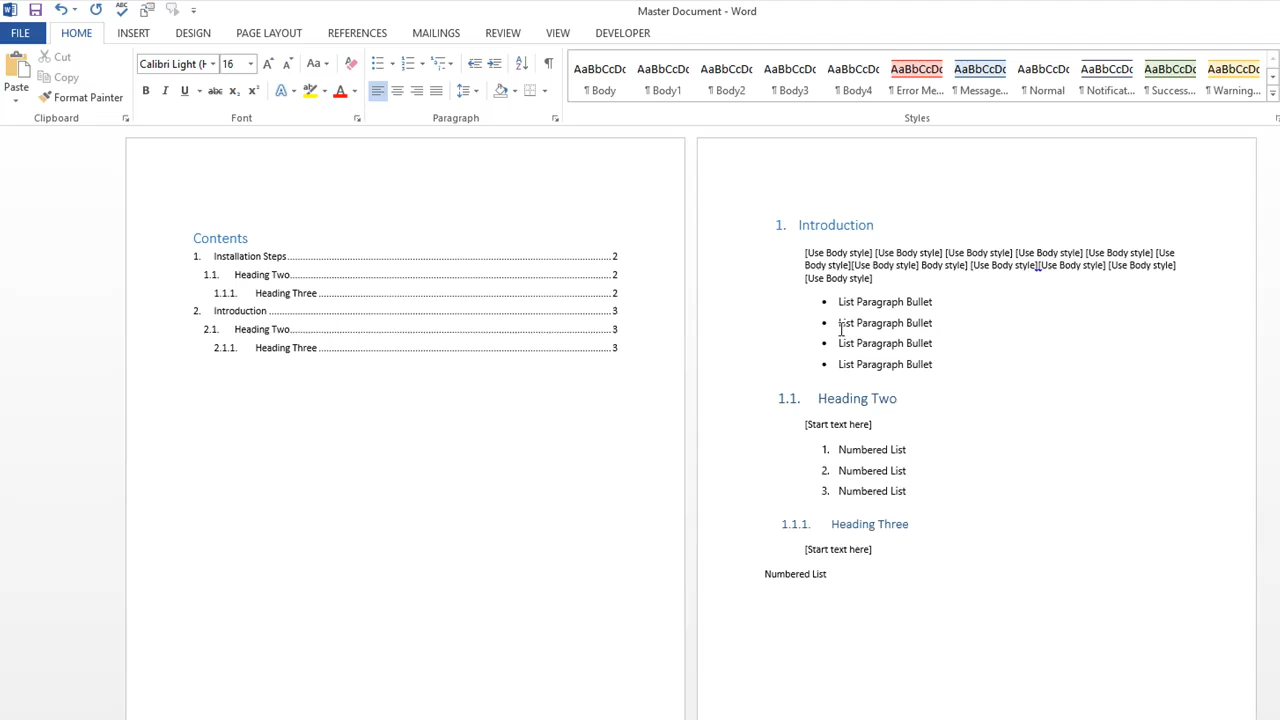 Master Document - Word
FILE HOME INSERT DESIGN PAGE LAYOUT REFERENCES MAILINGS REVIEW VIEW DEVELOPER
Paste
Cut
Copy
Format Painter
Clipboard
Calibri Light (H 16
Font
Paragraph
AaBbCcDc AaBbCcDc AaBbCcDc AaBbCcDc AaBbCcDc AaBbCcDc AaBbCcDc AaBbCcDc AaBbCcDc AaBbCcDc AaBbCcDc
¶ Body ¶ Body1 ¶ Body2 ¶ Body3 ¶ Body4 ¶ Error Me... ¶ Message... ¶ Normal ¶ Notificat... ¶ Success... ¶ Warning...
Styles
Contents
1. Installation Steps 2
1.1. Heading Two 2
1.1.1. Heading Three 2
2. Introduction 3
2.1. Heading Two 3
2.1.1. Heading Three 3
1. Introduction
[Use Body style] [Use Body style] [Use Body style] [Use Body style] [Use Body style] [Use
Body style][Use Body style] Body style] [Use Body style][Use Body style] [Use Body style]
[Use Body style]
• List Paragraph Bullet
• List Paragraph Bullet
• List Paragraph Bullet
• List Paragraph Bullet
1.1. Heading Two
[Start text here]
1. Numbered List
2. Numbered List
3. Numbered List
1.1.1. Heading Three
[Start text here]
Numbered List